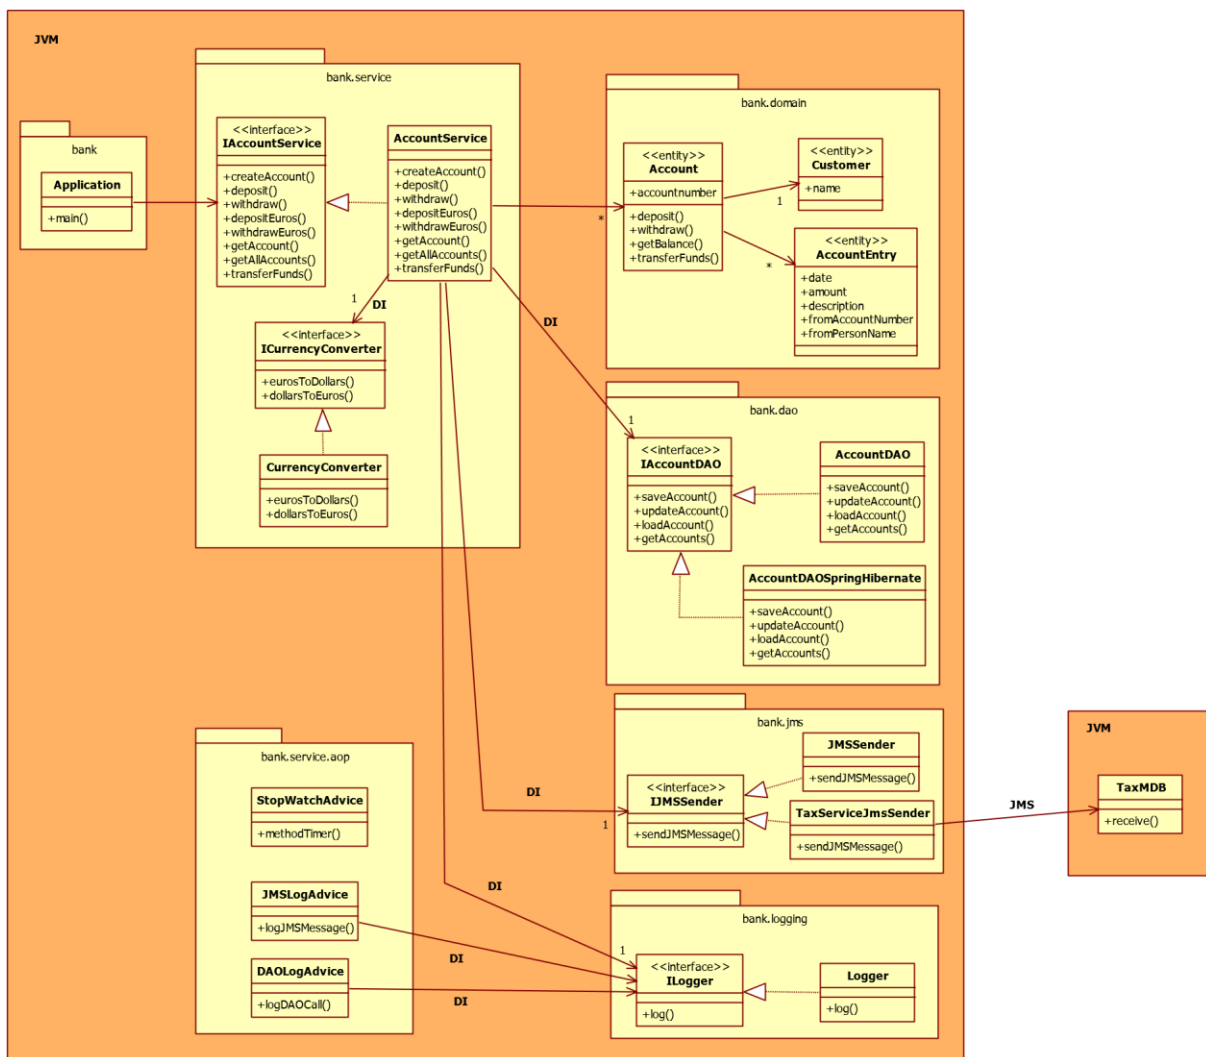 JVM
bank
Application
+main()
bank.service
<<interface>>
IAccountService
+createAccount()
+deposit()
+withdraw()
+depositEuros()
+withdrawEuros()
+getAccount()
+getAllAccounts()
+transferFunds()
AccountService
+createAccount()
+deposit()
+withdraw()
+depositEuros()
+withdrawEuros()
+getAccount()
+getAllAccounts()
+transferFunds()
1
DI
<<interface>>
ICurrencyConverter
+eurosToDollars()
+dollarsToEuros()
CurrencyConverter
+eurosToDollars()
+dollarsToEuros()
bank.domain
*
<<entity>>
Account
+accountnumber
+deposit()
+withdraw()
+getBalance()
+transferFunds()
1
<<entity>>
Customer
+name
*
<<entity>>
AccountEntry
+date
+amount
+description
+fromAccountNumber
+fromPersonName
DI
1
bank.dao
<<interface>>
IAccountDAO
+saveAccount()
+updateAccount()
+loadAccount()
+getAccounts()
AccountDAO
+saveAccount()
+updateAccount()
+loadAccount()
+getAccounts()
AccountDAOSpringHibernate
+saveAccount()
+updateAccount()
+loadAccount()
+getAccounts()
bank.jms
DI
1
<<interface>>
IJMSSender
+sendJMSMessage()
JMSSender
+sendJMSMessage()
TaxServiceJmsSender
+sendJMSMessage()
JMS
JVM
TaxMDB
+receive()
bank.service.aop
StopWatchAdvice
+methodTimer()
JMSLogAdvice
+logJMSMessage()
DAOLogAdvice
+logDAOCall()
DI
DI
DI
1
bank.logging
<<interface>>
ILogger
+log()
Logger
+log()